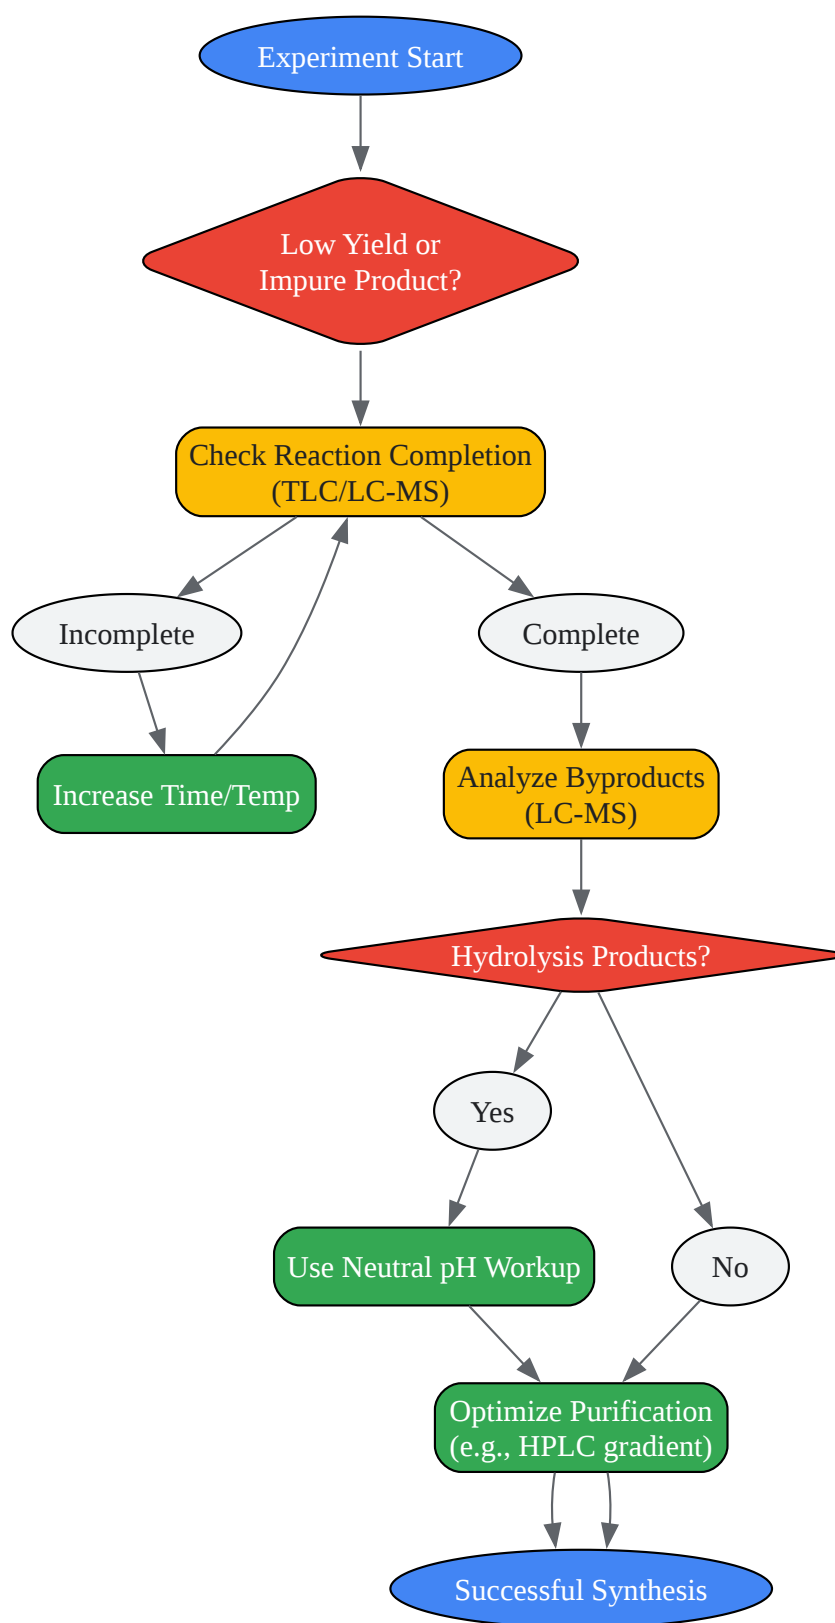 Experiment Start
Low Yield or
Impure Product?
Check Reaction Completion
(TLC/LC-MS)
Incomplete
Complete
Increase Time/Temp
Analyze Byproducts
(LC-MS)
Hydrolysis Products?
Yes
Use Neutral pH Workup
No
Optimize Purification
(e.g., HPLC gradient)
Successful Synthesis